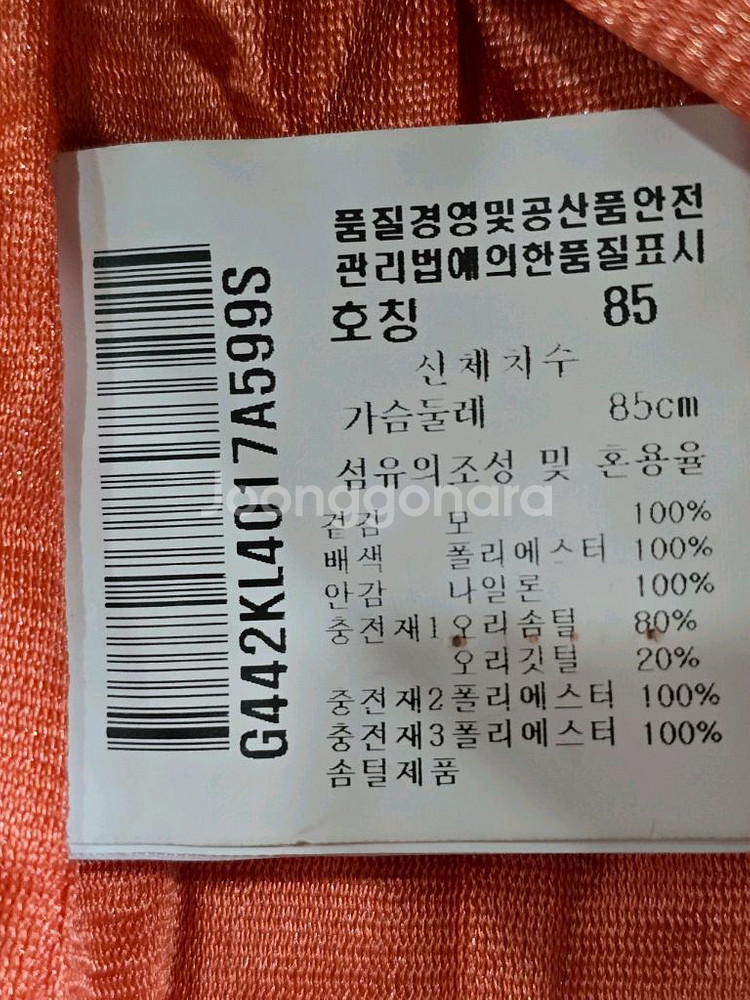 품질경영및공산품안전
관리법에의한품질표시
호칭 85
신체치수
가슴둘레 85cm
섬유의조성 및 혼용율
겉감 모 100%
배색 폴리에스터 100%
안감 나일론 100%
충전재1 오리솜털 80%
오리깃털 20%
충전재2 폴리에스터 100%
충전재3 폴리에스터 100%
솜털제품
G442KL4017A599S
Joonggonara